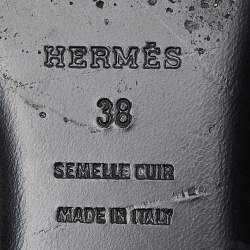 HERMÈS
38
SEMELLE CUIR
MADE IN ITALY